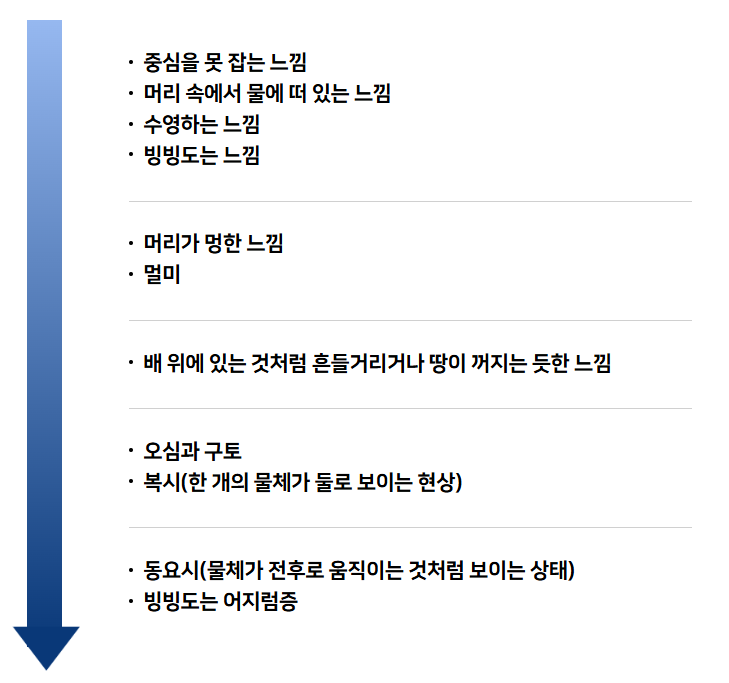 • 중심을 못 잡는 느낌
• 머리 속에서 물에 떠 있는 느낌
• 수영하는 느낌
• 빙빙도는 느낌
• 머리가 멍한 느낌
• 멀미
• 배 위에 있는 것처럼 흔들거리거나 땅이 꺼지는 듯한 느낌
• 오심과 구토
• 복시(한 개의 물체가 둘로 보이는 현상)
• 동요시(물체가 전후로 움직이는 것처럼 보이는 상태)
• 빙빙도는 어지럼증